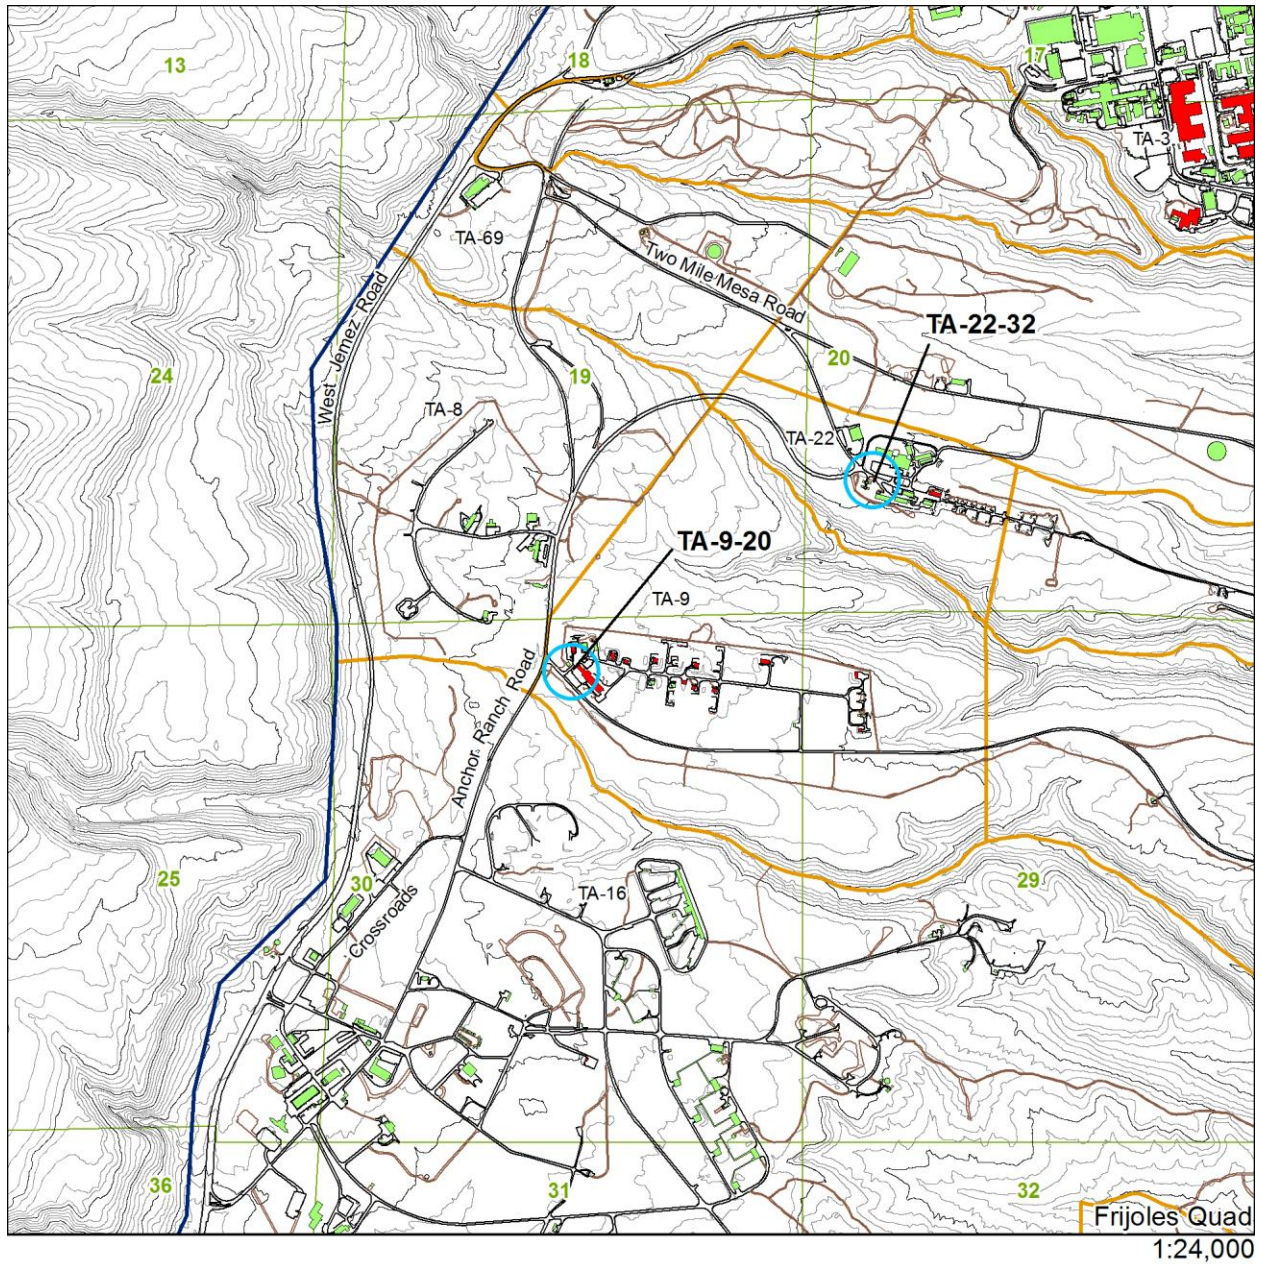 13
18
17
TA-3
TA-69
Two Mile Mesa Road
West Jemez Road
TA-22-32
20
24
19
TA-8
TA-22
TA-9-20
TA-9
Anchor Ranch Road
25
30
TA-16
29
Crossroads
36
31
32
Frijoles Quad
1:24,000